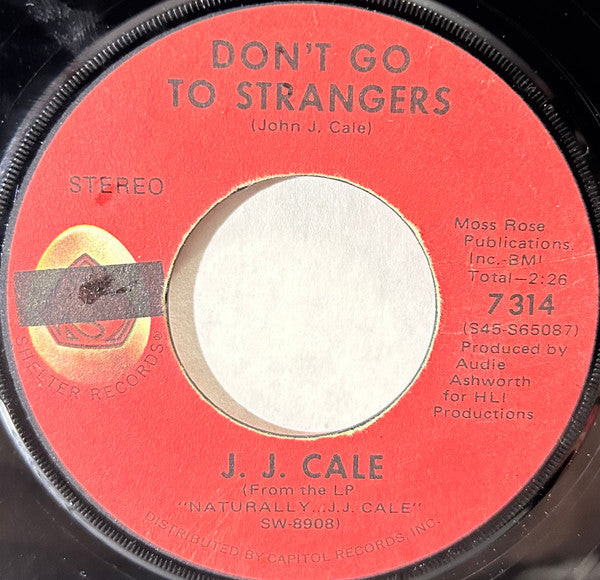 DON'T GO
TO STRANGERS
(John J. Cale)
STEREO
Moss Rose
Publications,
Inc.-BMI
Total—2:26
7314
(S45-S65087)
Produced by
Audie
Ashworth
for HLI
Productions
SHELTER RECORDS®
J. J. CALE
(From the LP
"NATURALLY...J.J. CALE"
SW-8908)
DISTRIBUTED BY CAPITOL RECORDS, INC.